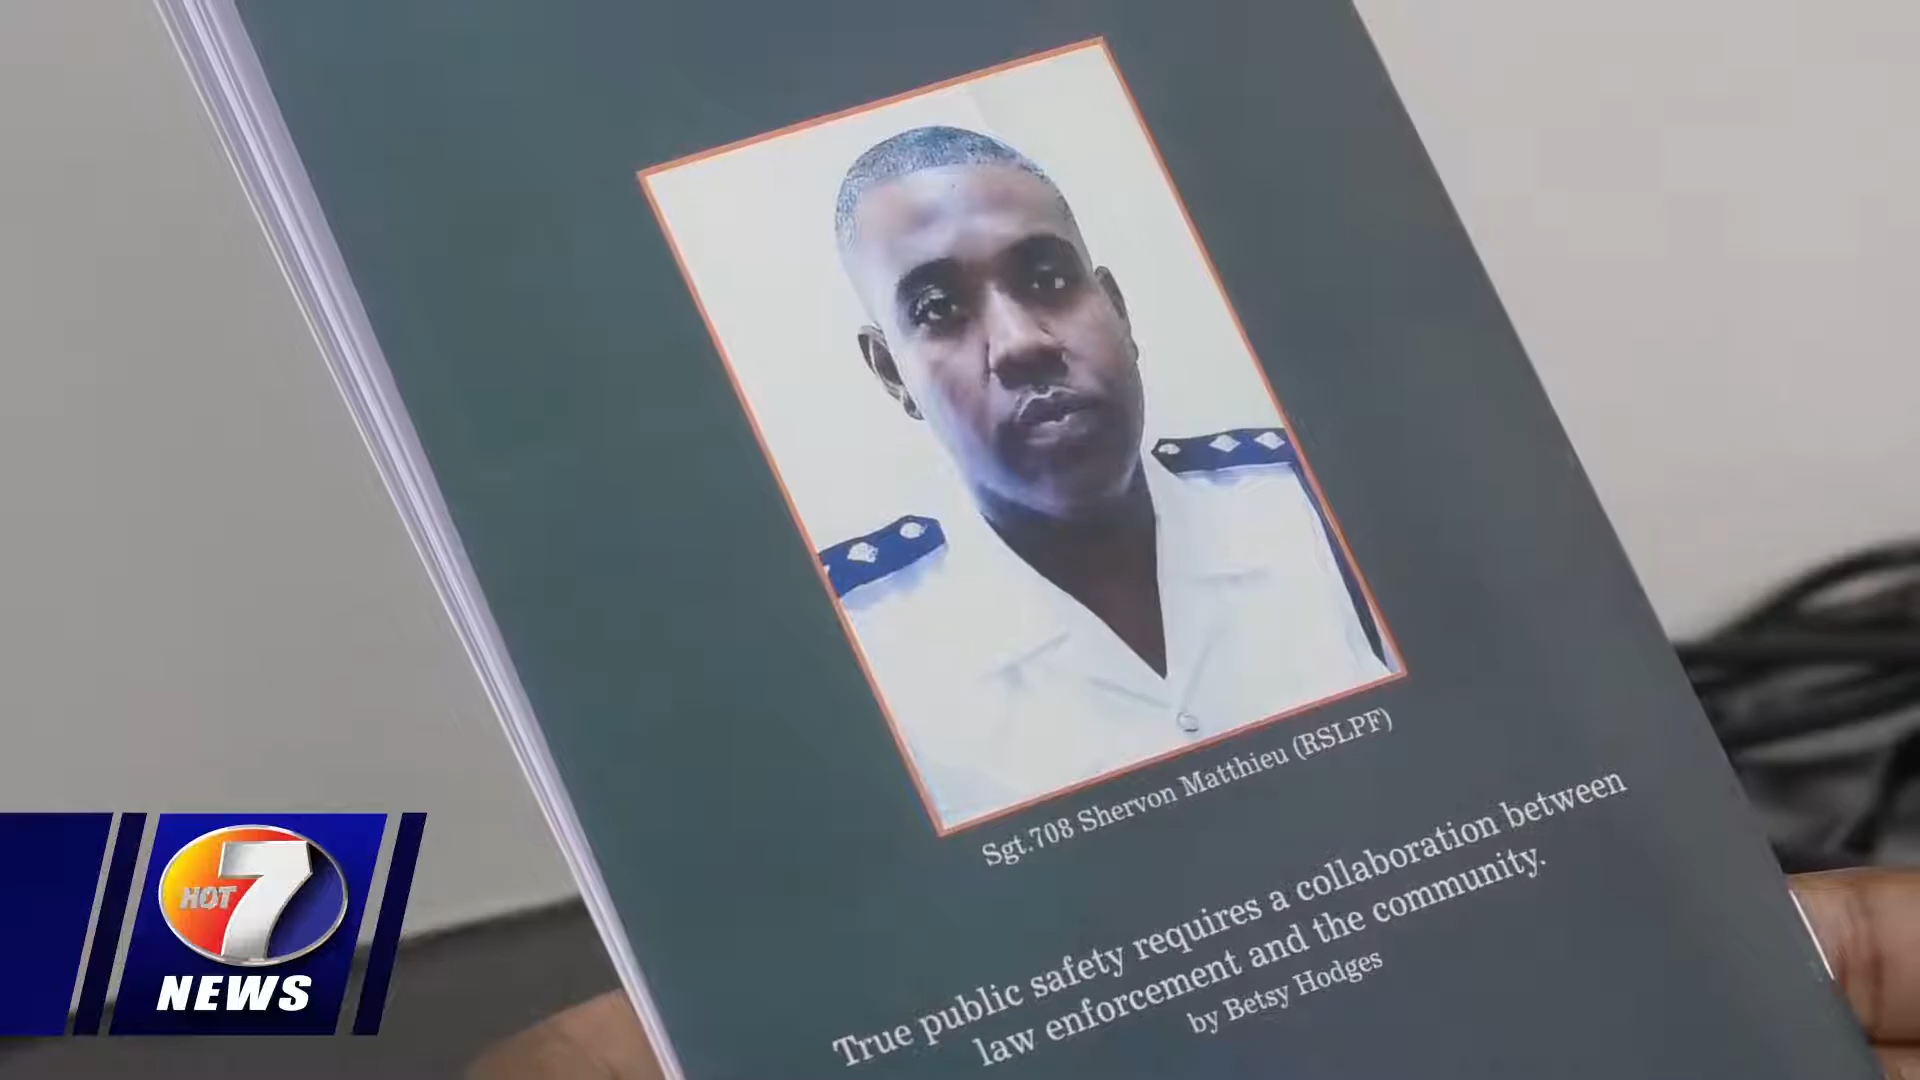 Sgt.708 Shervon Matthieu (RSLPF)
True public safety requires a collaboration between
law enforcement and the community.
by Betsy Hodges
HOT 7
NEWS